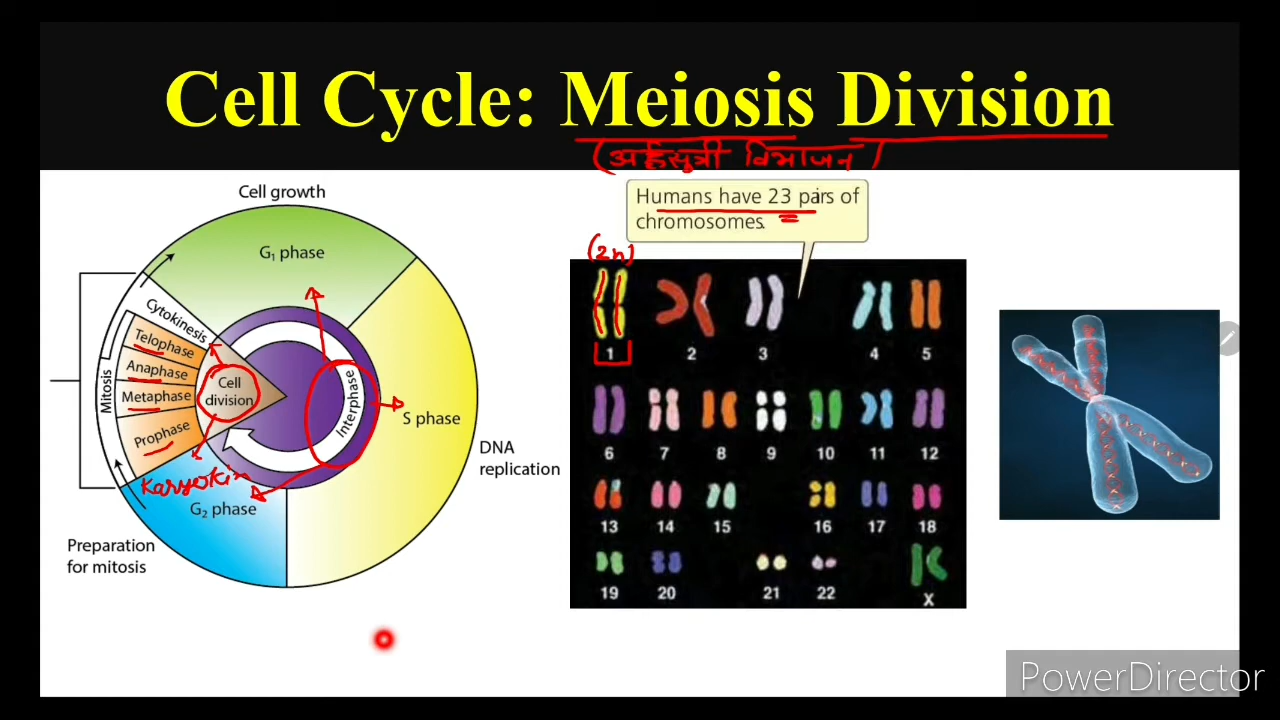 Cell Cycle: Meiosis Division
(अर्द्धसूत्री विभाजन)
Humans have 23 pairs of
chromosomes.
(2n)
Cell growth
G₁ phase
Cytokinesis
Telophase
Anaphase
Metaphase
Prophase
Mitosis
Cell
division
Interphase
S phase
DNA
replication
G₂ phase
Preparation
for mitosis
1 2 3 4 5
6 7 8 9 10 11 12
13 14 15 16 17 18
19 20 21 22 X
PowerDirector